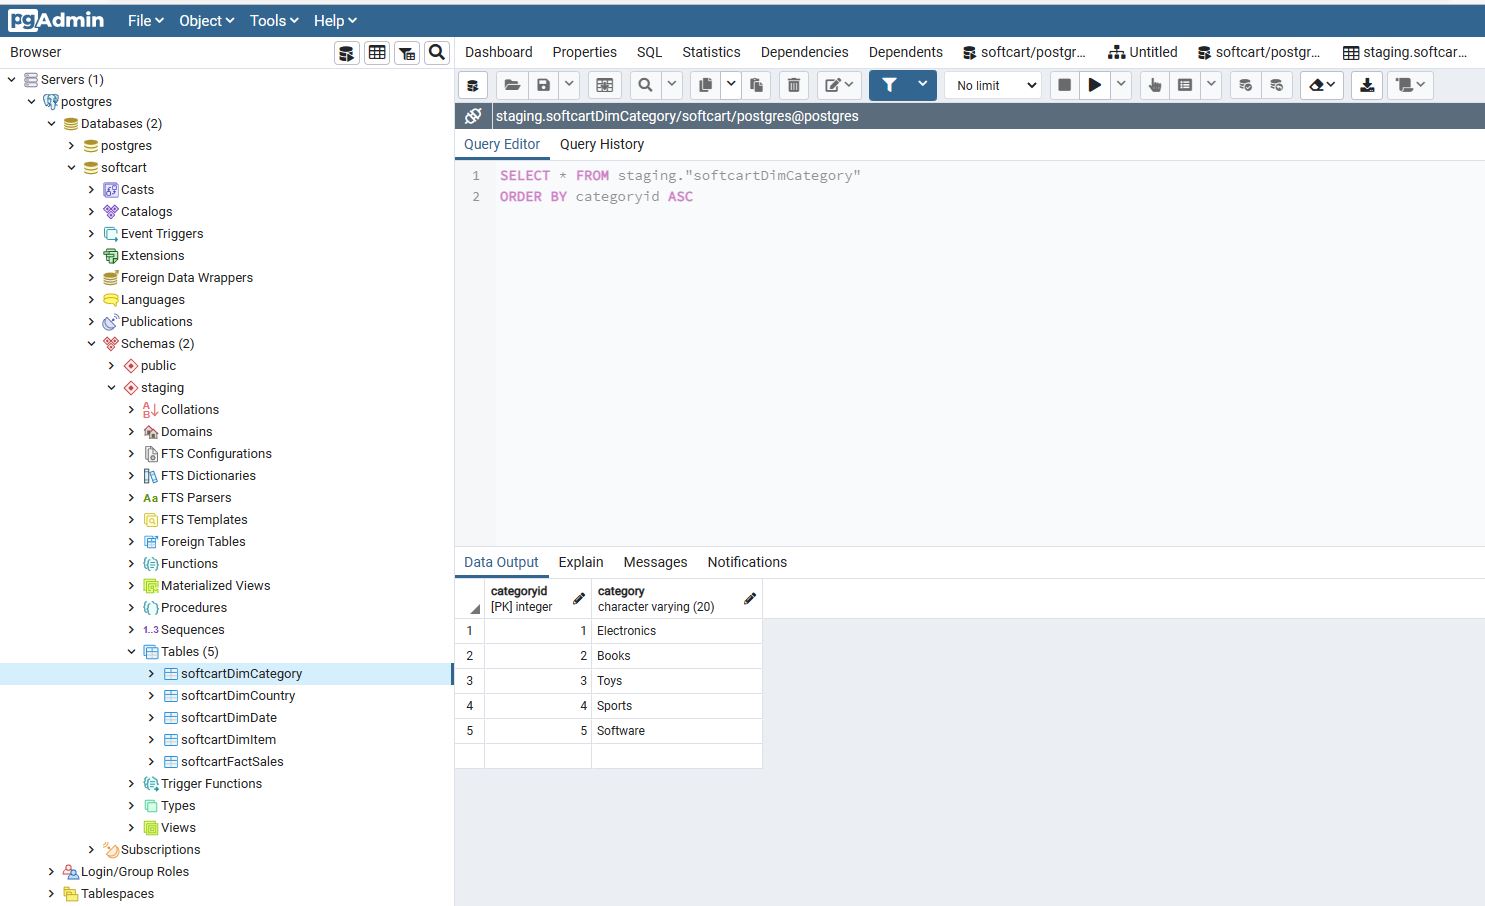 pgAdmin File Object Tools Help
Browser
Dashboard Properties SQL Statistics Dependencies Dependents softcart/postgr... Untitled softcart/postgr... staging.softcar...
No limit
staging.softcartDimCategory/softcart/postgres@postgres
Query Editor Query History
1 SELECT * FROM staging."softcartDimCategory"
2 ORDER BY categoryid ASC
Servers (1)
postgres
Databases (2)
postgres
softcart
Casts
Catalogs
Event Triggers
Extensions
Foreign Data Wrappers
Languages
Publications
Schemas (2)
public
staging
Collations
Domains
FTS Configurations
FTS Dictionaries
Aa FTS Parsers
FTS Templates
Foreign Tables
Functions
Materialized Views
Procedures
1..3 Sequences
Tables (5)
softcartDimCategory
softcartDimCountry
softcartDimDate
softcartDimItem
softcartFactSales
Trigger Functions
Types
Views
Subscriptions
Login/Group Roles
Tablespaces
Data Output Explain Messages Notifications
categoryid category
[PK] integer character varying (20)
1 1 Electronics
2 2 Books
3 3 Toys
4 4 Sports
5 5 Software